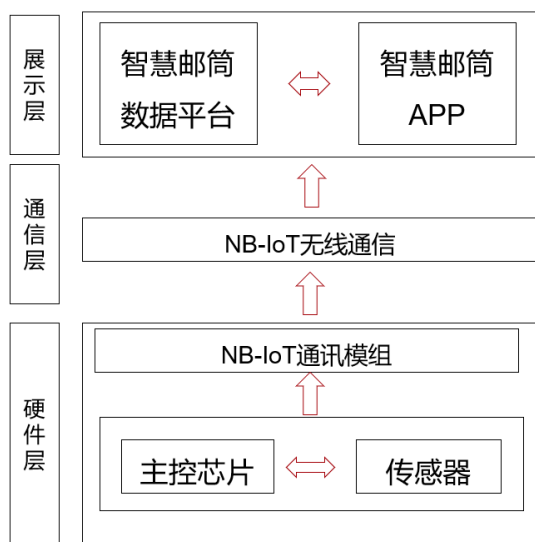 展示层
智慧邮筒
数据平台
智慧邮筒
APP
通信层
NB-IoT无线通信
硬件层
NB-IoT通讯模组
主控芯片
传感器